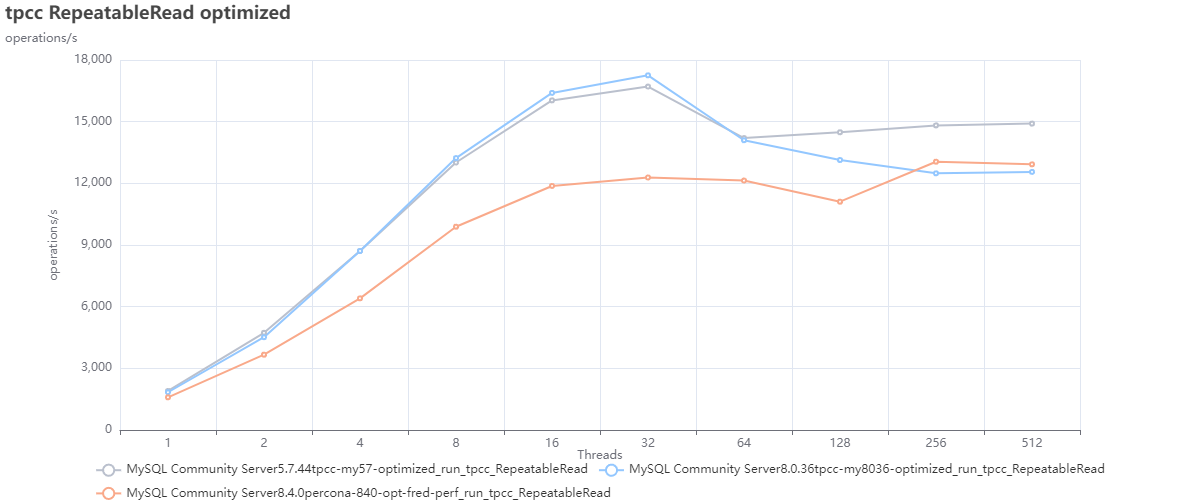 tpcc RepeatableRead optimized
operations/s
18,000
15,000
12,000
9,000
6,000
3,000
0
operations/s
1 2 4 8 16 32 64 128 256 512
Threads
MySQL Community Server5.7.44tpcc-my57-optimized_run_tpcc_RepeatableRead MySQL Community Server8.0.36tpcc-my8036-optimized_run_tpcc_RepeatableRead
MySQL Community Server8.4.0percona-840-opt-fred-perf_run_tpcc_RepeatableRead